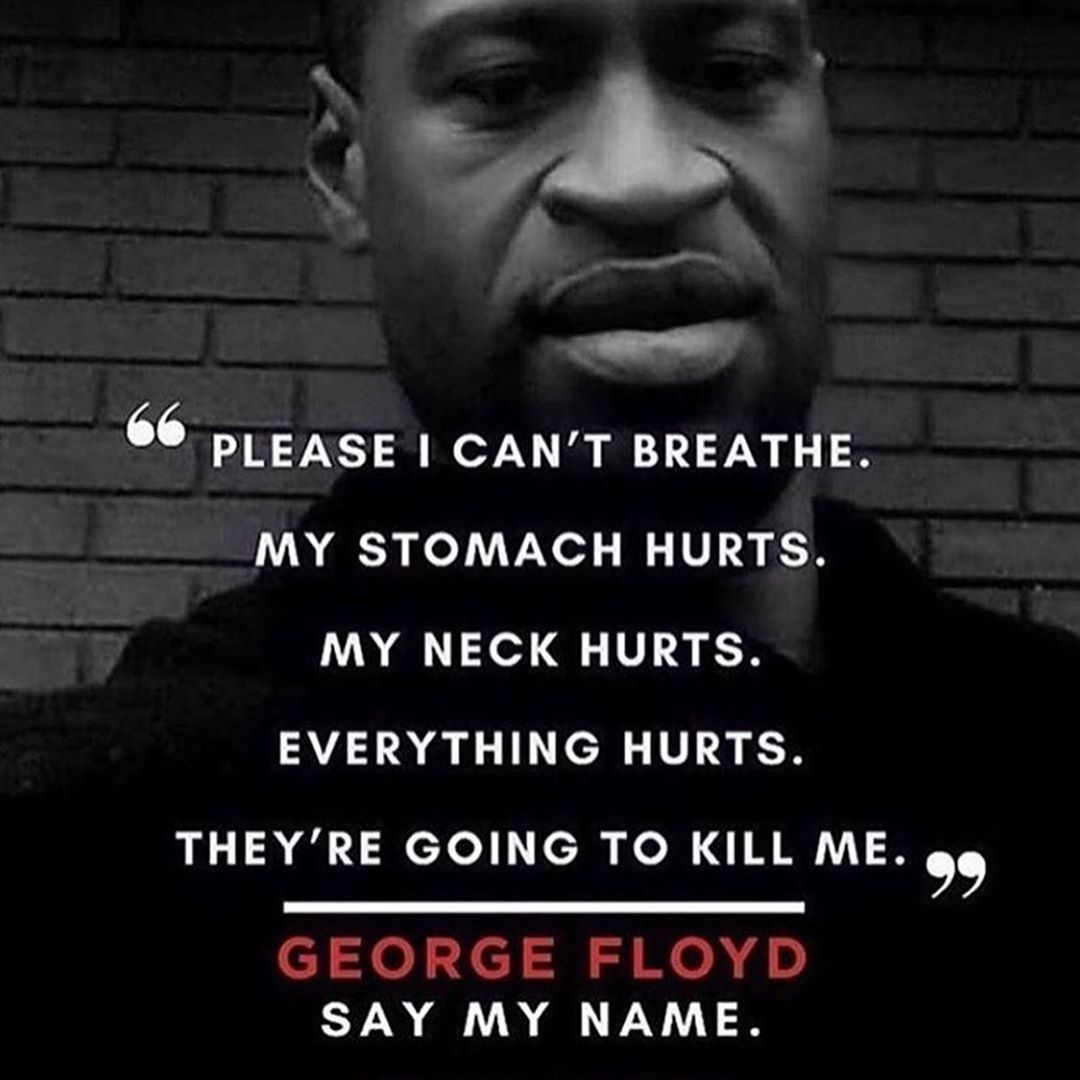 “ PLEASE I CAN’T BREATHE.
MY STOMACH HURTS.
MY NECK HURTS.
EVERYTHING HURTS.
THEY’RE GOING TO KILL ME. ”
GEORGE FLOYD
SAY MY NAME.